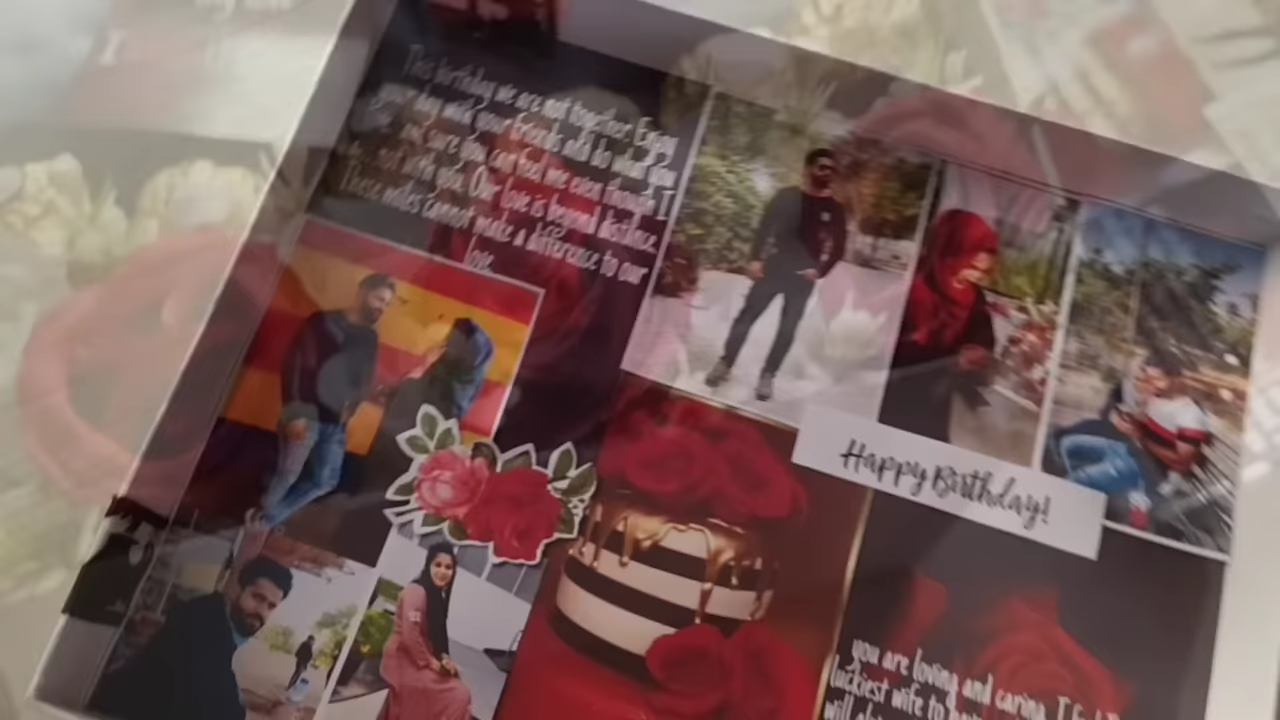 This birthday we are not together. Enjoy
your day with your friends and do what you
sure you can feel me even though I
not with you. Our love is beyond distance.
These miles cannot make a difference to our
love.
Happy Birthday!
you are loving and caring. I
luckiest wife to
will